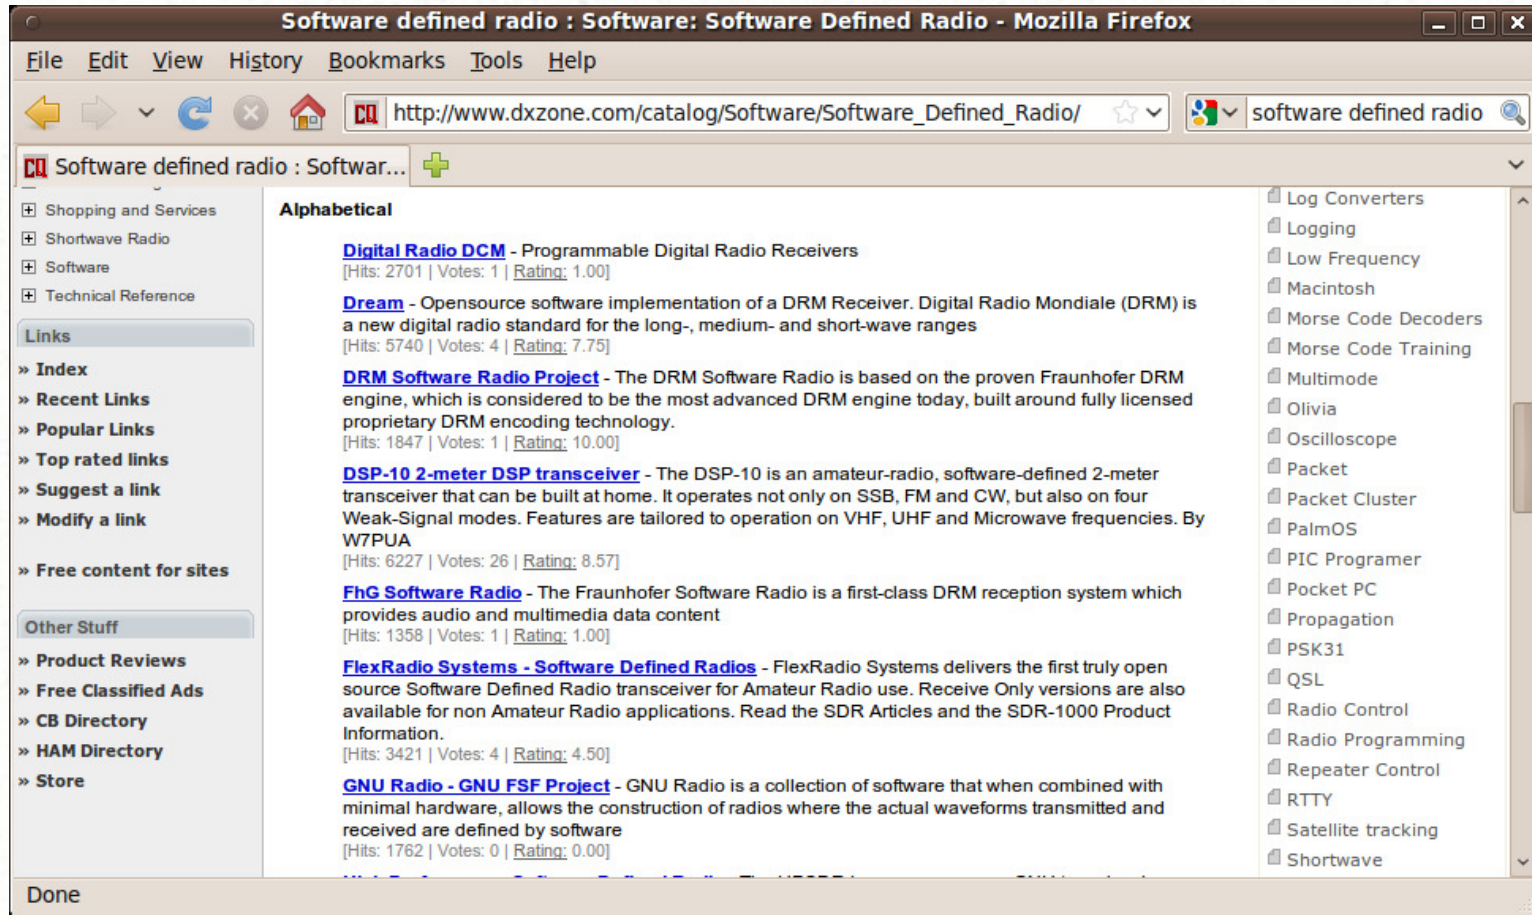 Software defined radio : Software: Software Defined Radio - Mozilla Firefox
File Edit View History Bookmarks Tools Help
http://www.dxzone.com/catalog/Software/Software_Defined_Radio/
software defined radio
Software defined radio : Softwar...
Shopping and Services
Shortwave Radio
Software
Technical Reference
Links
» Index
» Recent Links
» Popular Links
» Top rated links
» Suggest a link
» Modify a link
» Free content for sites
Other Stuff
» Product Reviews
» Free Classified Ads
» CB Directory
» HAM Directory
» Store
Alphabetical
Digital Radio DCM - Programmable Digital Radio Receivers
[Hits: 2701 | Votes: 1 | Rating: 1.00]
Dream - Opensource software implementation of a DRM Receiver. Digital Radio Mondiale (DRM) is
a new digital radio standard for the long-, medium- and short-wave ranges
[Hits: 5740 | Votes: 4 | Rating: 7.75]
DRM Software Radio Project - The DRM Software Radio is based on the proven Fraunhofer DRM
engine, which is considered to be the most advanced DRM engine today, built around fully licensed
proprietary DRM encoding technology.
[Hits: 1847 | Votes: 1 | Rating: 10.00]
DSP-10 2-meter DSP transceiver - The DSP-10 is an amateur-radio, software-defined 2-meter
transceiver that can be built at home. It operates not only on SSB, FM and CW, but also on four
Weak-Signal modes. Features are tailored to operation on VHF, UHF and Microwave frequencies. By
W7PUA
[Hits: 6227 | Votes: 26 | Rating: 8.57]
FhG Software Radio - The Fraunhofer Software Radio is a first-class DRM reception system which
provides audio and multimedia data content
[Hits: 1358 | Votes: 1 | Rating: 1.00]
FlexRadio Systems - Software Defined Radios - FlexRadio Systems delivers the first truly open
source Software Defined Radio transceiver for Amateur Radio use. Receive Only versions are also
available for non Amateur Radio applications. Read the SDR Articles and the SDR-1000 Product
Information.
[Hits: 3421 | Votes: 4 | Rating: 4.50]
GNU Radio - GNU FSF Project - GNU Radio is a collection of software that when combined with
minimal hardware, allows the construction of radios where the actual waveforms transmitted and
received are defined by software
[Hits: 1762 | Votes: 0 | Rating: 0.00]
Log Converters
Logging
Low Frequency
Macintosh
Morse Code Decoders
Morse Code Training
Multimode
Olivia
Oscilloscope
Packet
Packet Cluster
PalmOS
PIC Programer
Pocket PC
Propagation
PSK31
QSL
Radio Control
Radio Programming
Repeater Control
RTTY
Satellite tracking
Shortwave
Done